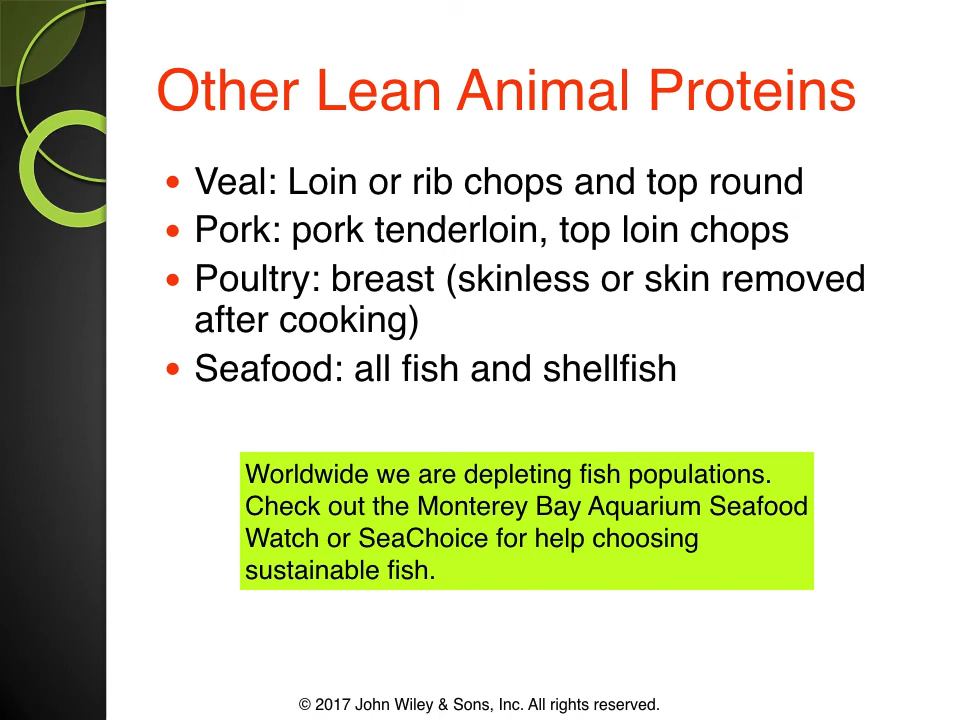 Other Lean Animal Proteins
• Veal: Loin or rib chops and top round
• Pork: pork tenderloin, top loin chops
• Poultry: breast (skinless or skin removed
after cooking)
• Seafood: all fish and shellfish
Worldwide we are depleting fish populations.
Check out the Monterey Bay Aquarium Seafood
Watch or SeaChoice for help choosing
sustainable fish.
© 2017 John Wiley & Sons, Inc. All rights reserved.